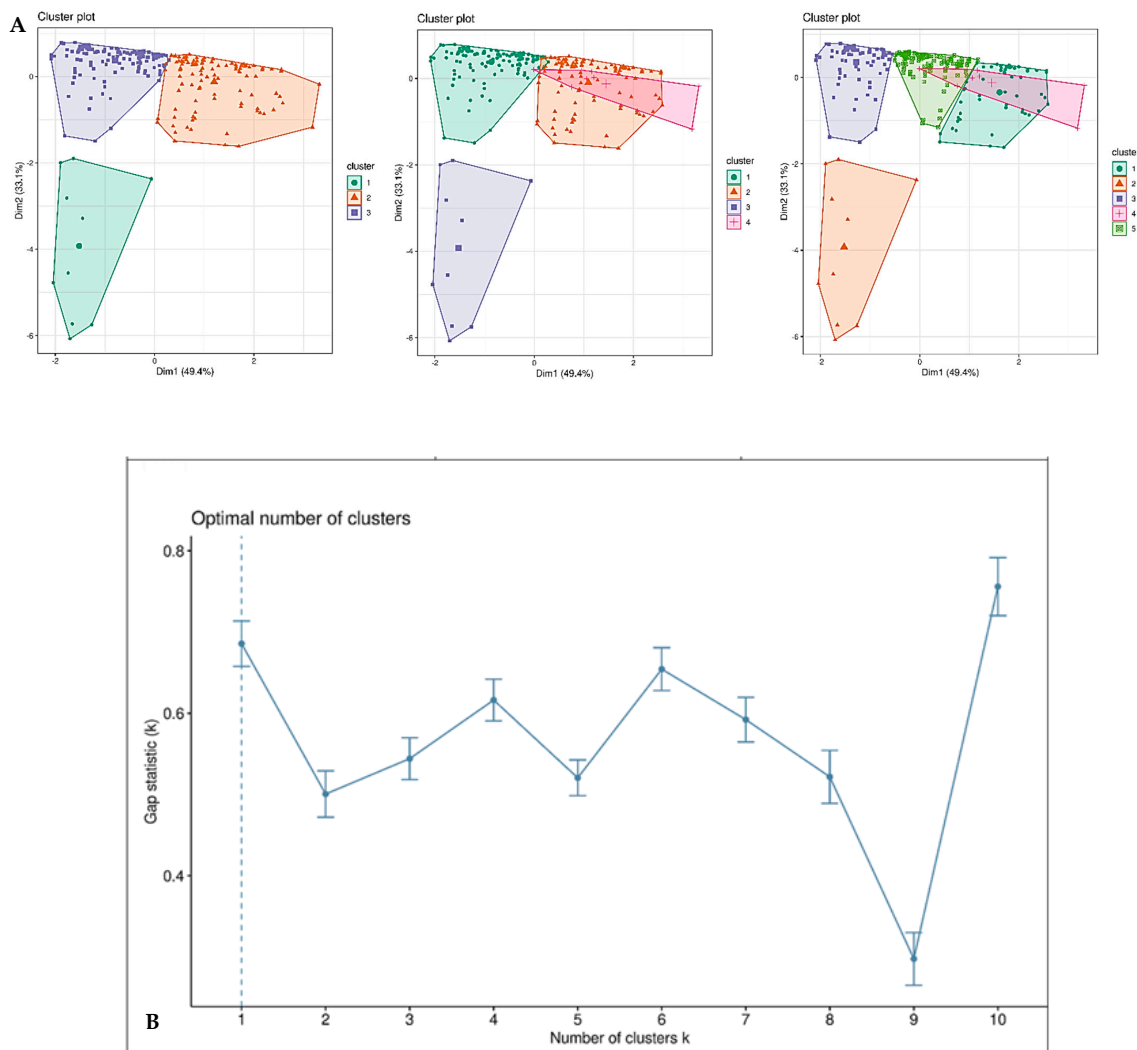 A
Cluster plot
0
-2
-4
-6
Dim2 (33.1%)
-2
0
2
Dim1 (49.4%)
cluster
1
2
3
Cluster plot
0
-2
-4
-6
Dim2 (33.1%)
-2
0
2
Dim1 (49.4%)
cluster
1
2
3
4
Cluster plot
0
-2
-4
-6
Dim2 (33.1%)
2
0
2
Dim1 (49.4%)
cluster
1
2
3
4
5
Optimal number of clusters
0.8
0.6
0.4
Gap statistic (k)
1 2 3 4 5 6 7 8 9 10
Number of clusters k
B